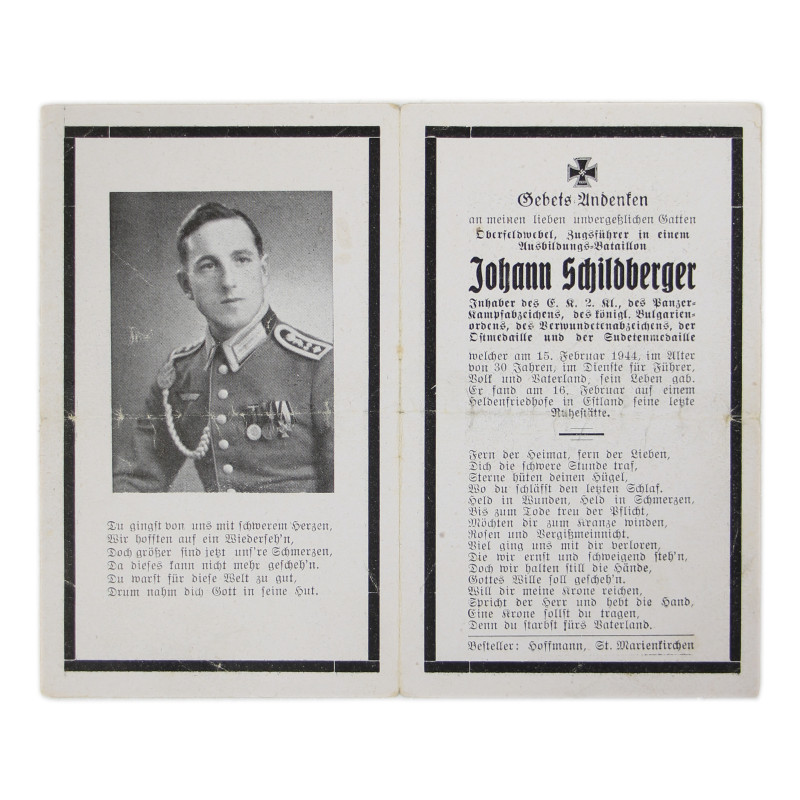 Du gingst von uns mit schwerem Herzen,
Wir hofften auf ein Wiederseh'n,
Doch größer sind jetzt uns're Schmerzen,
Da dieses kann nicht mehr gescheh'n.
Du warst für diese Welt zu gut,
Drum nahm dich Gott in seine Hut.
Gebets-Andenken
an meinen lieben unvergeßlichen Gatten
Oberfeldwebel, Zugsführer in einem
Ausbildungs-Bataillon
Johann Schildberger
Inhaber des E. K. 2. Kl., des Panzer-
Kampfabzeichens, des königl. Bulgarien-
ordens, des Verwundetenabzeichens, der
Ostmedaille und der Sudetenmedaille
welcher am 15. Februar 1944, im Alter
von 30 Jahren, im Dienste für Führer,
Volk und Vaterland, sein Leben gab.
Er fand am 16. Februar auf einem
Heldenfriedhofe in Estland seine letzte
Ruhestätte.
Fern der Heimat, fern der Lieben,
Dich die schwere Stunde traf,
Sterne hüten deinen Hügel,
Wo du schläfst den letzten Schlaf.
Held in Wunden, Held in Schmerzen,
Bis zum Tode treu der Pflicht,
Möchten dir zum Kranze winden,
Rosen und Vergißmeinnicht.
Viel ging uns mit dir verloren,
Die wir ernst und schweigend steh'n,
Doch wir halten still die Hände,
Gottes Wille soll gescheh'n.
Will dir meine Krone reichen,
Spricht der Herr und hebt die Hand,
Eine Krone sollst du tragen,
Denn du starbst fürs Vaterland.
Besteller: Hoffmann, St. Marienkirchen